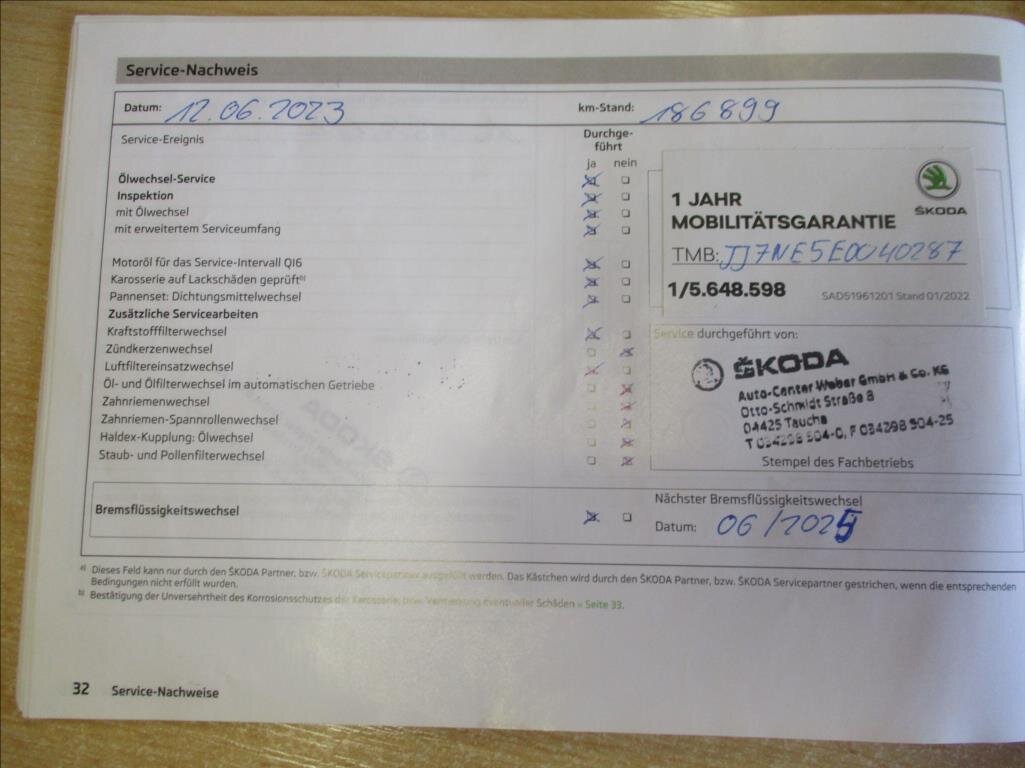 Service-Nachweis
Datum: 12.06.2023
km-Stand: 186899
Service-Ereignis
Durchge-
führt
ja nein
Ölwechsel-Service
Inspektion
mit Ölwechsel
mit erweitertem Serviceumfang
Motoröl für das Service-Intervall QI6
Karosserie auf Lackschäden geprüft b)
Pannenset: Dichtungsmittelwechsel
Zusätzliche Servicearbeiten
Kraftstofffilterwechsel
Zündkerzenwechsel
Luftfiltereinsatzwechsel
Öl- und Ölfilterwechsel im automatischen Getriebe
Zahnriemenwechsel
Zahnriemen-Spannrollenwechsel
Haldex-Kupplung: Ölwechsel
Staub- und Pollenfilterwechsel
ŠKODA
1 JAHR
MOBILITÄTSGARANTIE
TMB: JJ7NE5E0040287
1/5.648.598
SAD51961201 Stand 01/2022
Service durchgeführt von:
ŠKODA
Auto-Center Weber GmbH & Co. KG
Otto-Schmidt Straße 8
04425 Taucha
T 034298 504-0, F 034298 504-25
Stempel des Fachbetriebs
Bremsflüssigkeitswechsel
Nächster Bremsflüssigkeitswechsel
Datum: 06/2025
a) Dieses Feld kann nur durch den ŠKODA Partner, bzw. ŠKODA Servicepartner ausgefüllt werden. Das Kästchen wird durch den ŠKODA Partner, bzw. ŠKODA Servicepartner gestrichen, wenn die entsprechenden
Bedingungen nicht erfüllt wurden.
b) Bestätigung der Unversehrtheit des Korrosionsschutzes der Karosserie, bzw. Vermerkung eventueller Schäden » Seite 33.
32 Service-Nachweise